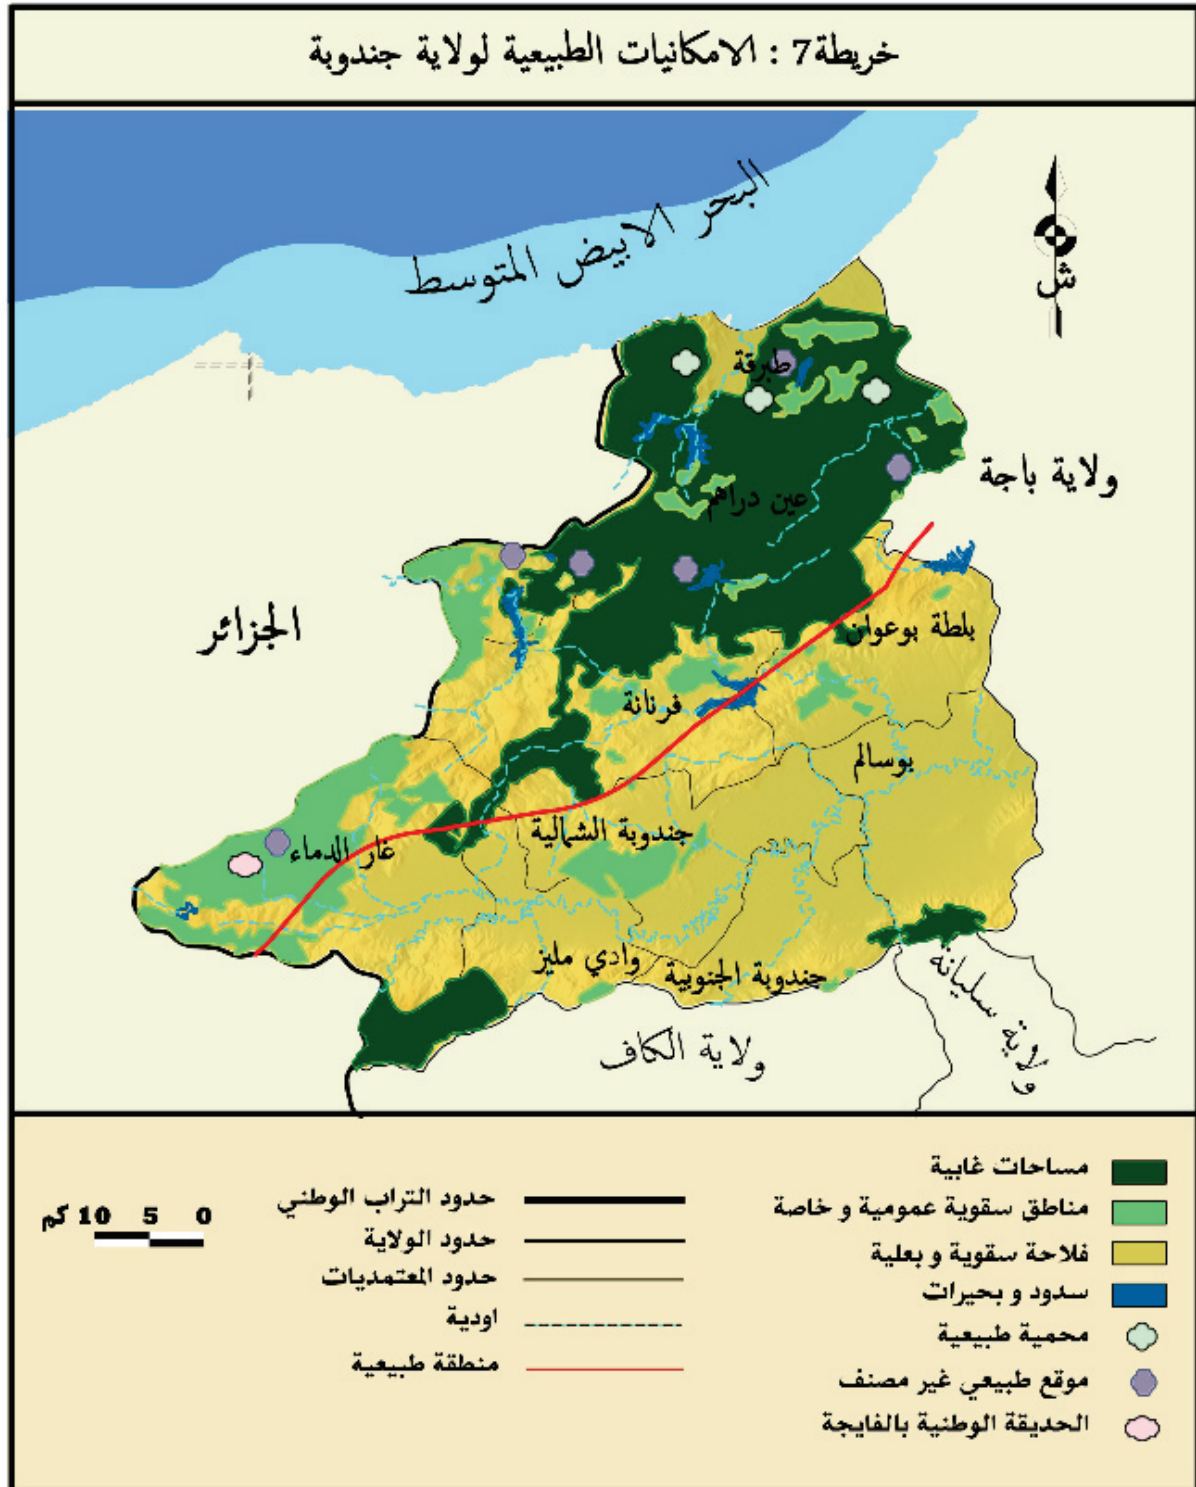 خريطة7 : الامكانيات الطبيعية لولاية جندوبة
البحر الابيض المتوسط
ش
طبرقة
ولاية باجة
عين دراهم
الجزائر
بلطة بوعوان
فرنانة
بوسالم
جندوبة الشمالية
غار الدماء
وادي مليز
جندوبة الجنوبية
ولاية سليانة
ولاية الكاف
مساحات غابية
مناطق سقوية عمومية و خاصة
فلاحة سقوية و بعلية
سدود و بحيرات
محمية طبيعية
موقع طبيعي غير مصنف
الحديقة الوطنية بالفايجة
حدود التراب الوطني
حدود الولاية
حدود المعتمديات
اودية
منطقة طبيعية
0 5 10 كم